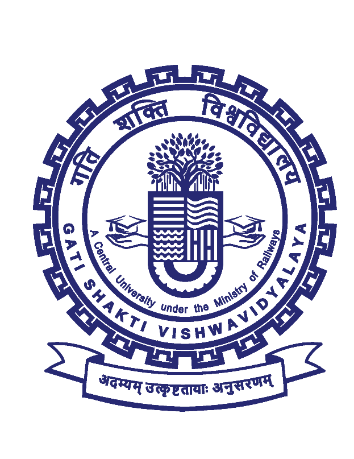 गति शक्ति विश्वविद्यालय
A Central University under the Ministry of Railways
GATI SHAKTI VISHWAVIDYALAYA
अदम्यम् उत्कृष्टतायाः अनुसरणम्